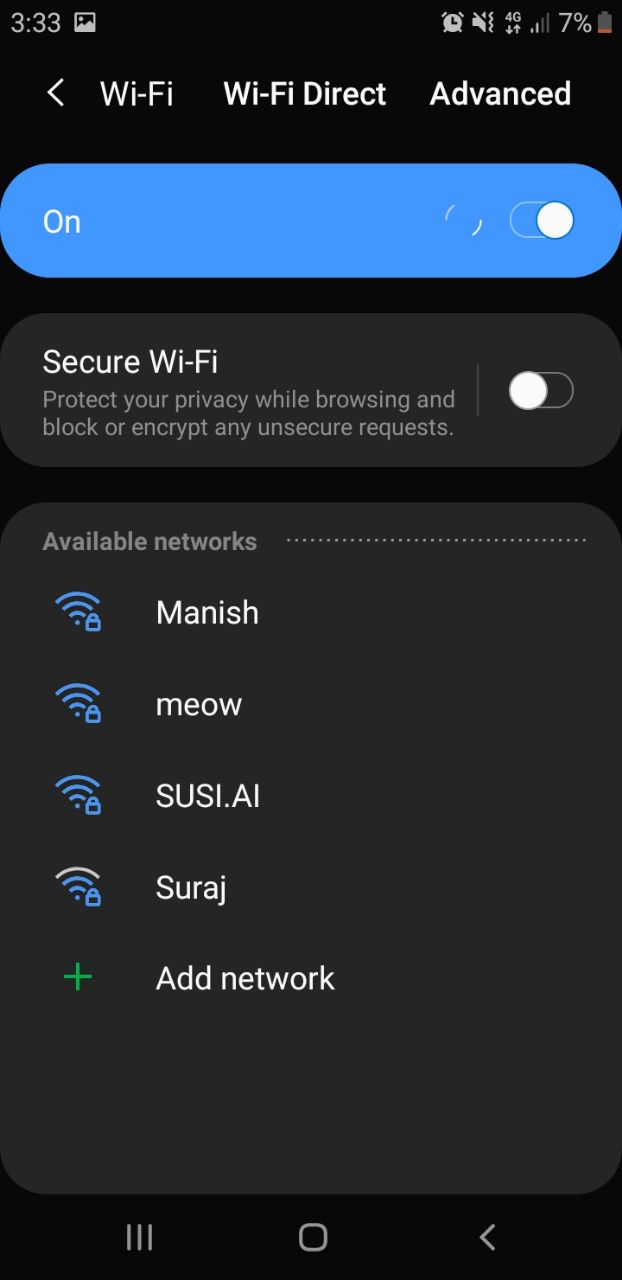 3:33 4G 7%
Wi-Fi Wi-Fi Direct Advanced
On
Secure Wi-Fi
Protect your privacy while browsing and
block or encrypt any unsecure requests.
Available networks
Manish
meow
SUSI.AI
Suraj
Add network